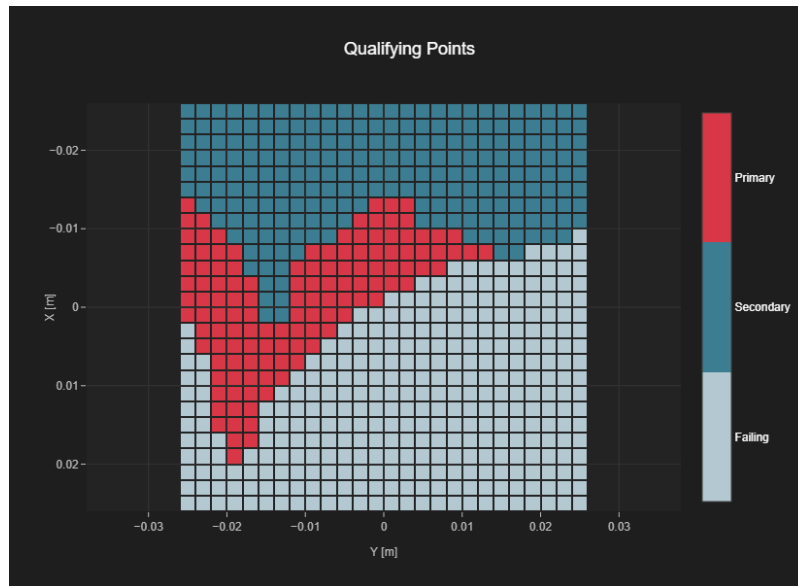 Qualifying Points
−0.02
−0.01
0
0.01
0.02
X [m]
−0.03
−0.02
−0.01
0
0.01
0.02
0.03
Y [m]
Primary
Secondary
Failing